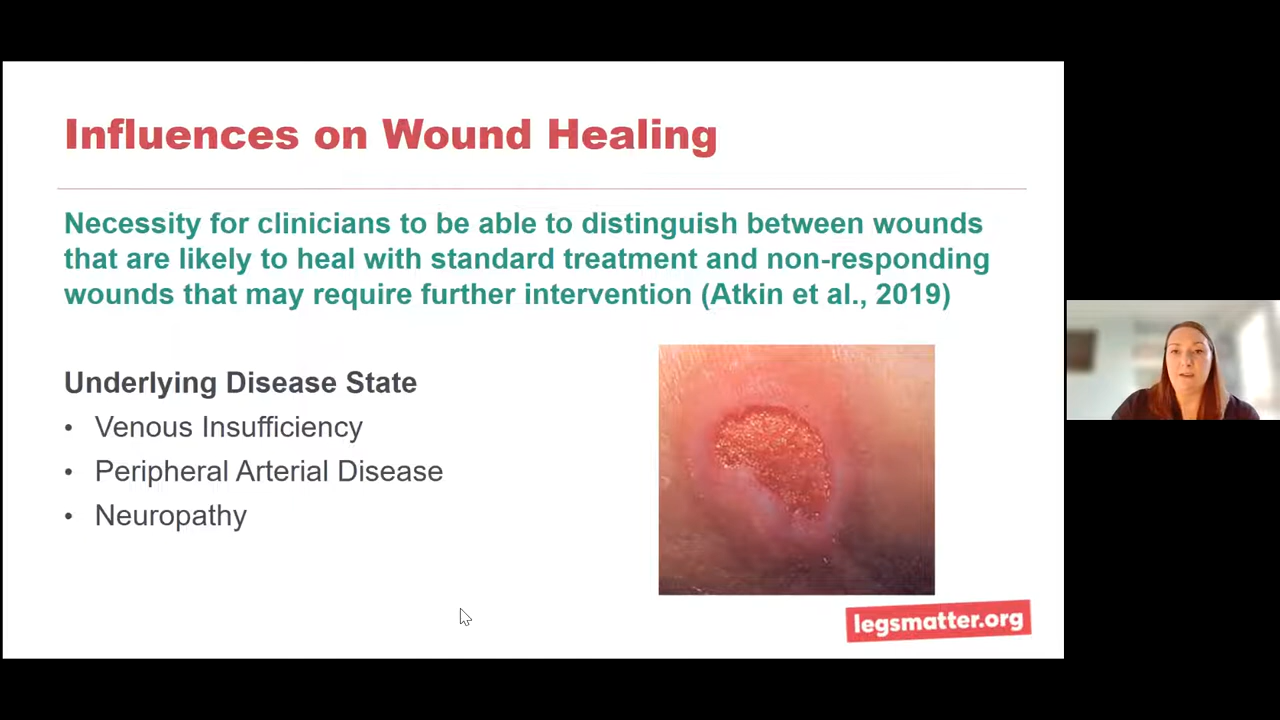 Influences on Wound Healing
Necessity for clinicians to be able to distinguish between wounds
that are likely to heal with standard treatment and non-responding
wounds that may require further intervention (Atkin et al., 2019)
Underlying Disease State
• Venous Insufficiency
• Peripheral Arterial Disease
• Neuropathy
legsmatter.org